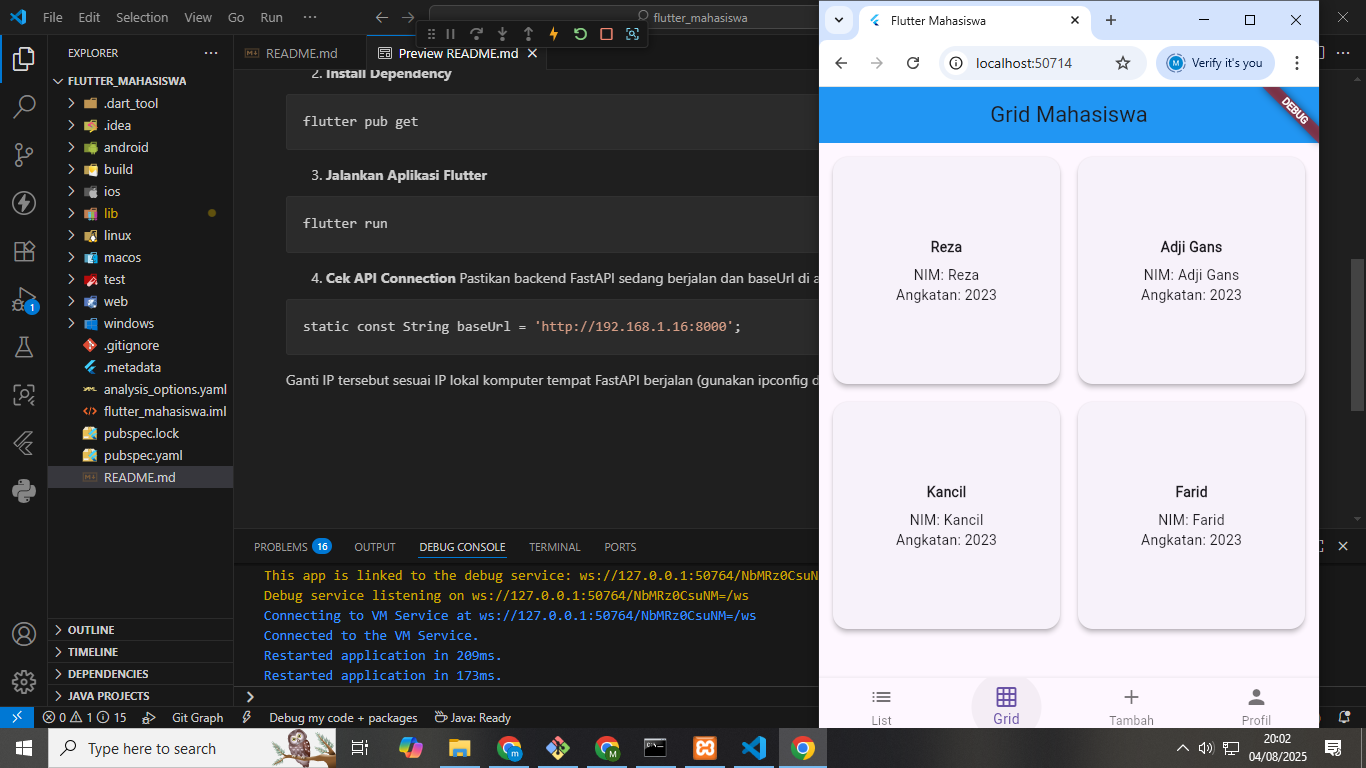 File Edit Selection View Go Run ···
flutter_mahasiswa
EXPLORER ···
FLUTTER_MAHASISWA
.dart_tool
.idea
android
build
ios
lib
linux
macos
test
web
windows
.gitignore
.metadata
analysis_options.yaml
flutter_mahasiswa.iml
pubspec.lock
pubspec.yaml
README.md
OUTLINE
TIMELINE
DEPENDENCIES
JAVA PROJECTS
1
README.md
Preview README.md
2. Install Dependency
flutter pub get
3. Jalankan Aplikasi Flutter
flutter run
4. Cek API Connection Pastikan backend FastAPI sedang berjalan dan baseUrl di
static const String baseUrl = 'http://192.168.1.16:8000';
Ganti IP tersebut sesuai IP lokal komputer tempat FastAPI berjalan (gunakan ipconfig
PROBLEMS 16 OUTPUT DEBUG CONSOLE TERMINAL PORTS
This app is linked to the debug service: ws://127.0.0.1:50764/NbMRz0CsuN
Debug service listening on ws://127.0.0.1:50764/NbMRz0CsuNM=/ws
Connecting to VM Service at ws://127.0.0.1:50764/NbMRz0CsuNM=/ws
Connected to the VM Service.
Restarted application in 209ms.
Restarted application in 173ms.
0 1 15 Git Graph Debug my code + packages Java: Ready
Flutter Mahasiswa
localhost:50714
M Verify it's you
Grid Mahasiswa
DEBUG
Reza
NIM: Reza
Angkatan: 2023
Adji Gans
NIM: Adji Gans
Angkatan: 2023
Kancil
NIM: Kancil
Angkatan: 2023
Farid
NIM: Farid
Angkatan: 2023
List Grid Tambah Profil
Type here to search
20:02
04/08/2025